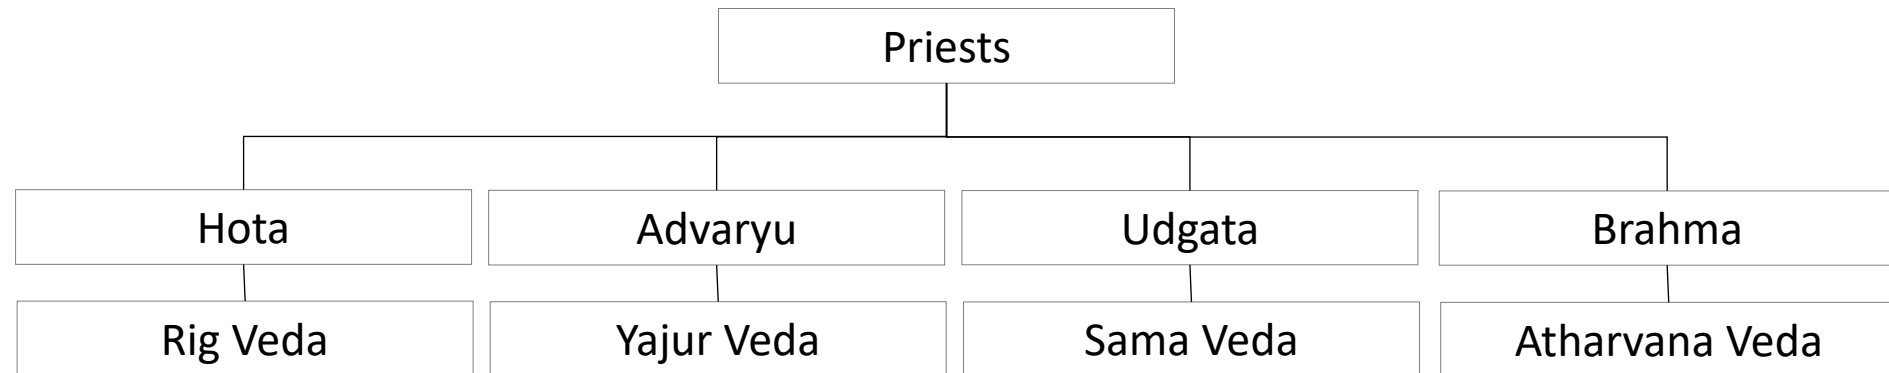 Priests
Hota
Advaryu
Udgata
Brahma
Rig Veda
Yajur Veda
Sama Veda
Atharvana Veda